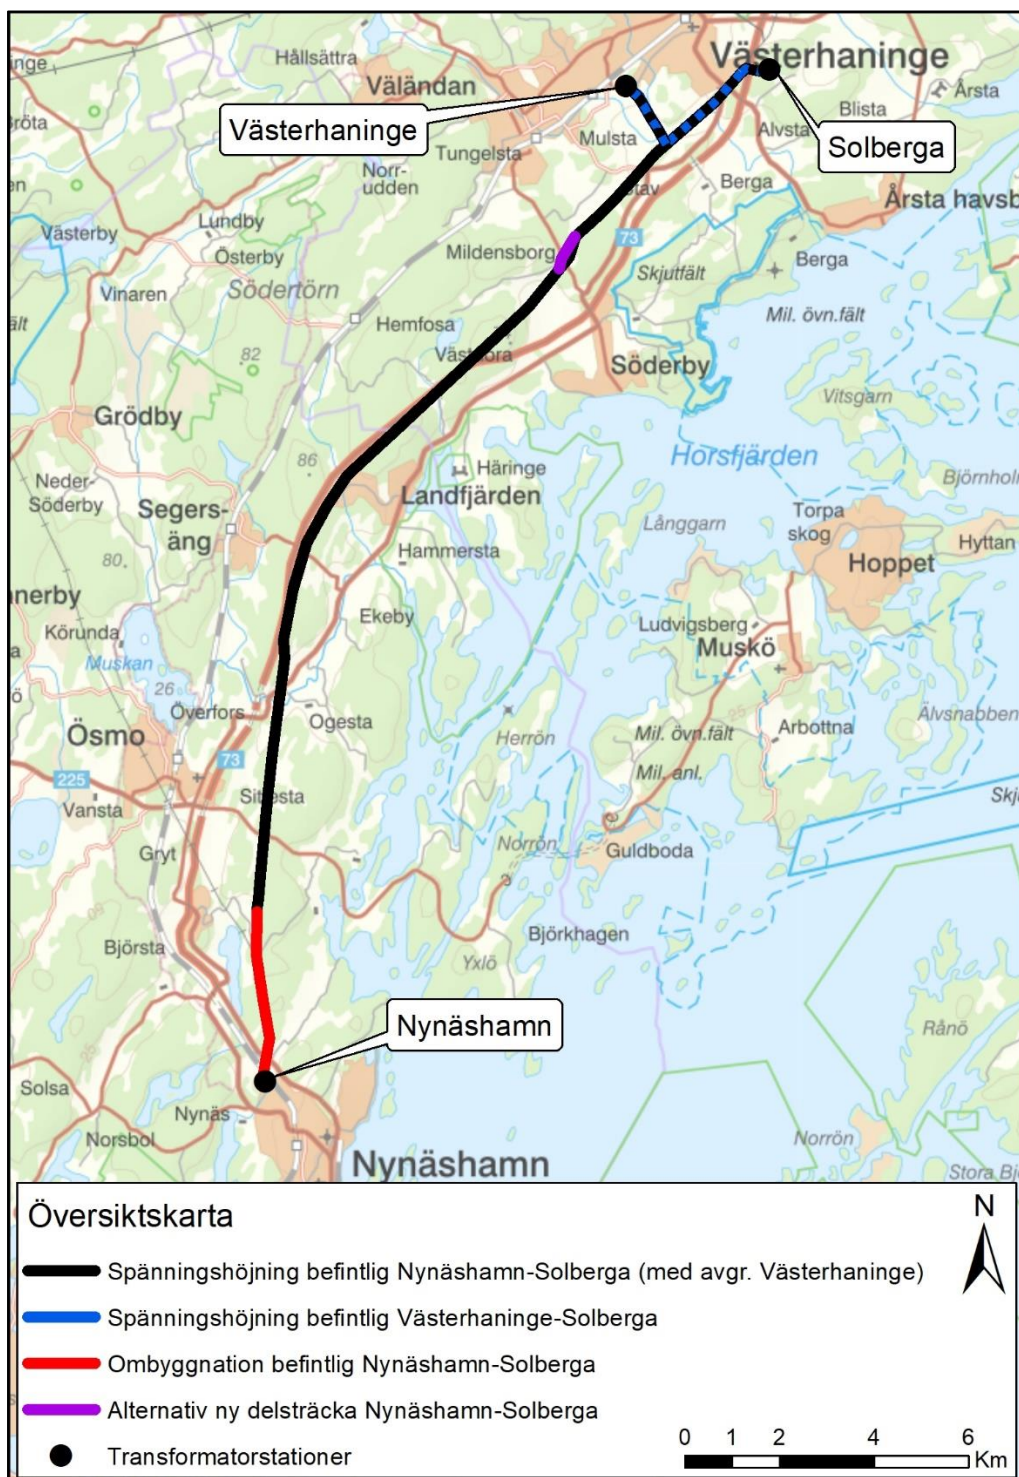 Hållsättra
Västerhaninge
Väländan
Årsta
Västerhaninge
Blista
Mulsta
Alvsta
Solberga
Tungelsta
Norr-
udden
Berga
Årsta havsb
Lundby
Västerby
Österby
Mildensborg
73
Skjutfält
Berga
Vinaren
Södertörn
Mil. övn.fält
Hemfosa
82
Söderby
Vitsgarn
Grödby
Horsfjärden
86
Häringe
Björnholm
Neder-
Söderby
Landfjärden
Segers-
äng
Långgarn
Torpa
skog
Hyttan
Hammersta
80
Hoppet
nnerby
Ekeby
Ludvigsberg
Körunda
Muskö
Muskan
26
Överfors
Ogesta
Arbottna
Älvsnabben
Ösmo
Herrön
Mil. övn.fält
Mil. anl.
225
73
Vansta
Norrön
Guldboda
Gryt
Björsta
Björkhagen
Yxlö
Nynäshamn
Rånö
Solsa
Nynäs
Norsbol
Norrön
Nynäshamn
Stora Bj
Översiktskarta
N
Spänningshöjning befintlig Nynäshamn-Solberga (med avgr. Västerhaninge)
Spänningshöjning befintlig Västerhaninge-Solberga
Ombyggnation befintlig Nynäshamn-Solberga
Alternativ ny delsträcka Nynäshamn-Solberga
Transformatorstationer
0 1 2 4 6
Km